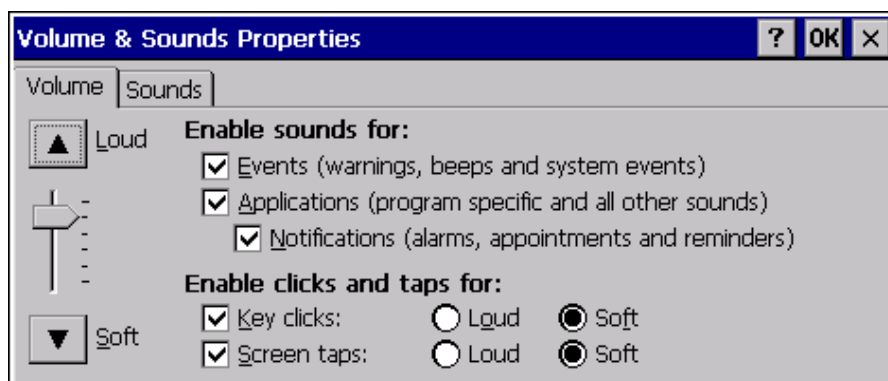 Volume & Sounds Properties ? OK ×
Volume Sounds
Loud
Enable sounds for:
Events (warnings, beeps and system events)
Applications (program specific and all other sounds)
Notifications (alarms, appointments and reminders)
Enable clicks and taps for:
Key clicks: Loud Soft
Soft
Screen taps: Loud Soft